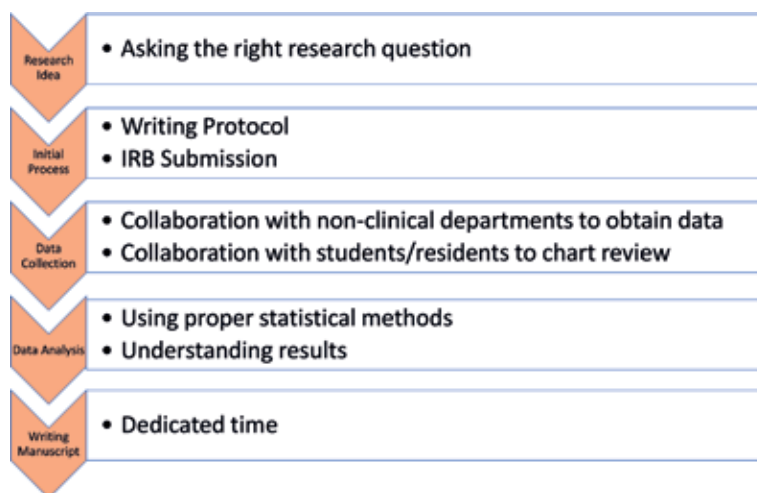 Research
Idea
• Asking the right research question
Initial
Process
• Writing Protocol
• IRB Submission
Data
Collection
• Collaboration with non-clinical departments to obtain data
• Collaboration with students/residents to chart review
Data Analysis
• Using proper statistical methods
• Understanding results
Writing
Manuscript
• Dedicated time